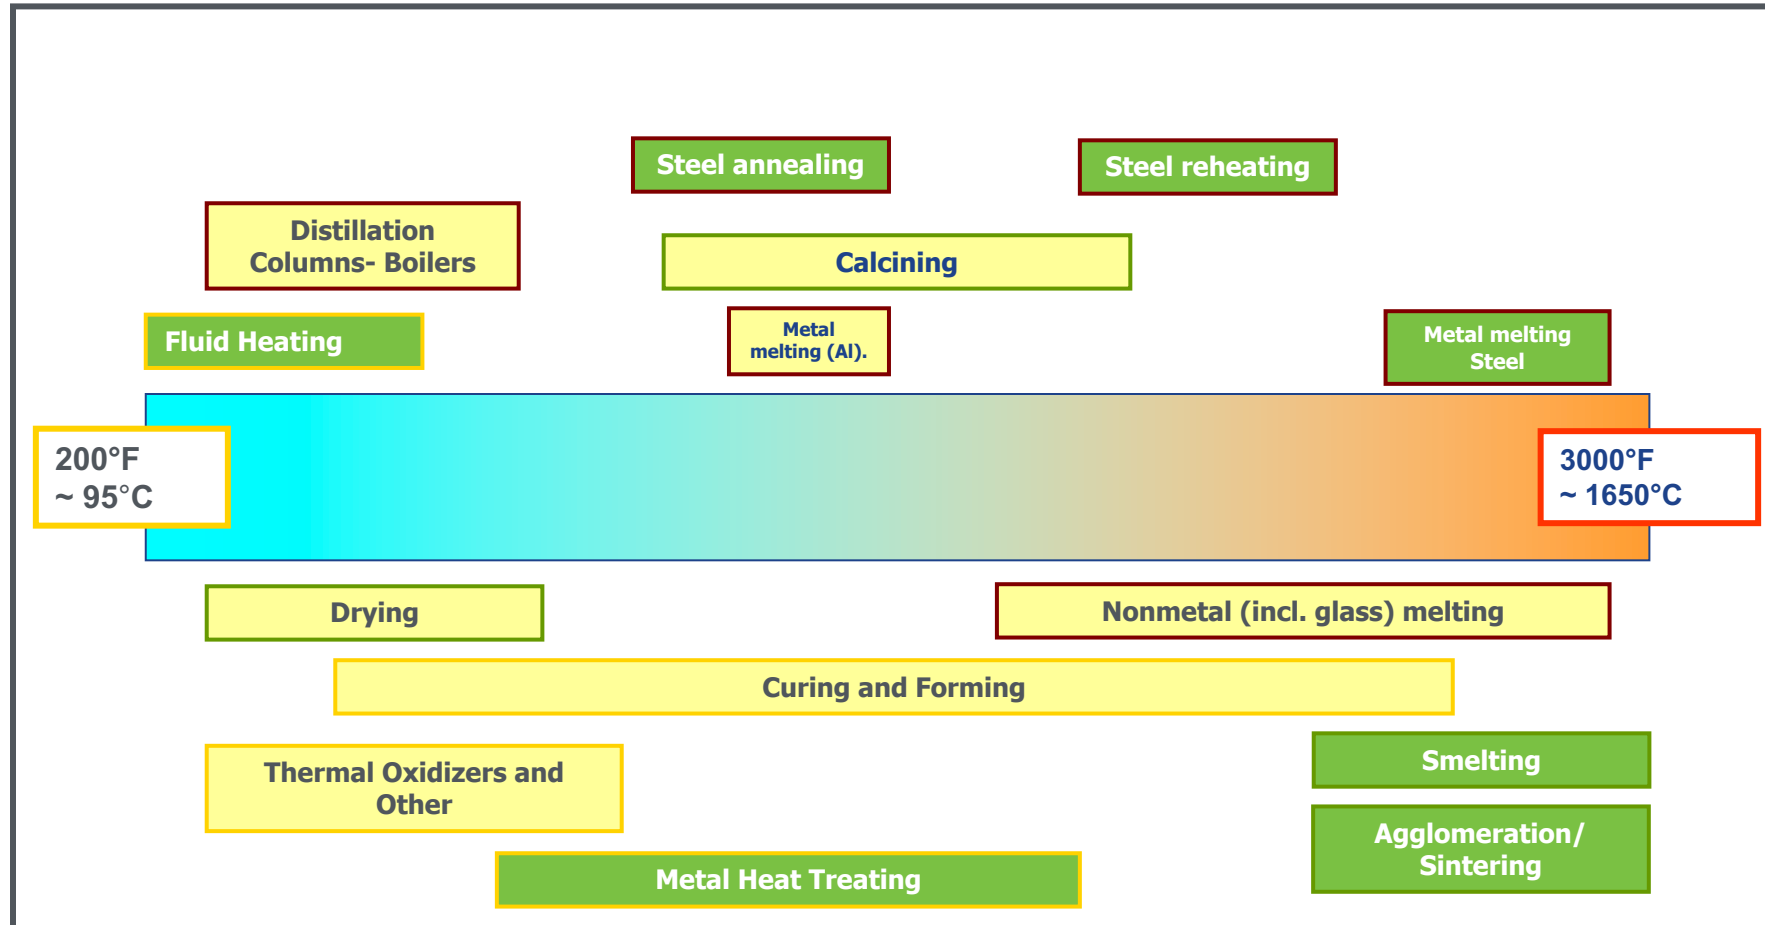 Steel annealing
Steel reheating
Distillation
Columns- Boilers
Calcining
Fluid Heating
Metal
melting (Al).
Metal melting
Steel
200°F
~ 95°C
3000°F
~ 1650°C
Drying
Nonmetal (incl. glass) melting
Curing and Forming
Thermal Oxidizers and
Other
Smelting
Agglomeration/
Sintering
Metal Heat Treating